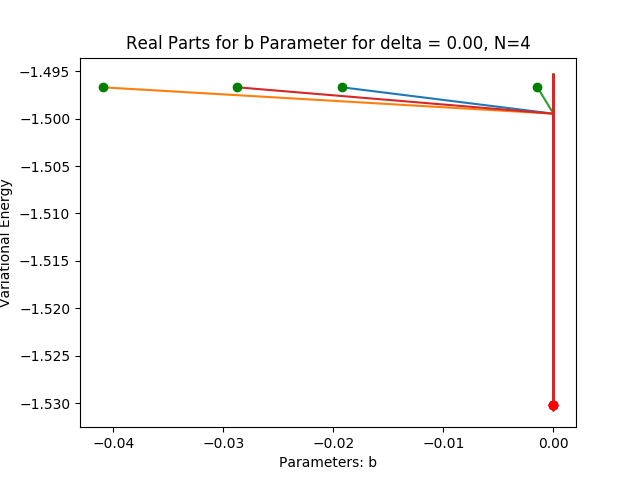 Real Parts for b Parameter for delta = 0.00, N=4
Variational Energy
−1.495
−1.500
−1.505
−1.510
−1.515
−1.520
−1.525
−1.530
−0.04 −0.03 −0.02 −0.01 0.00
Parameters: b